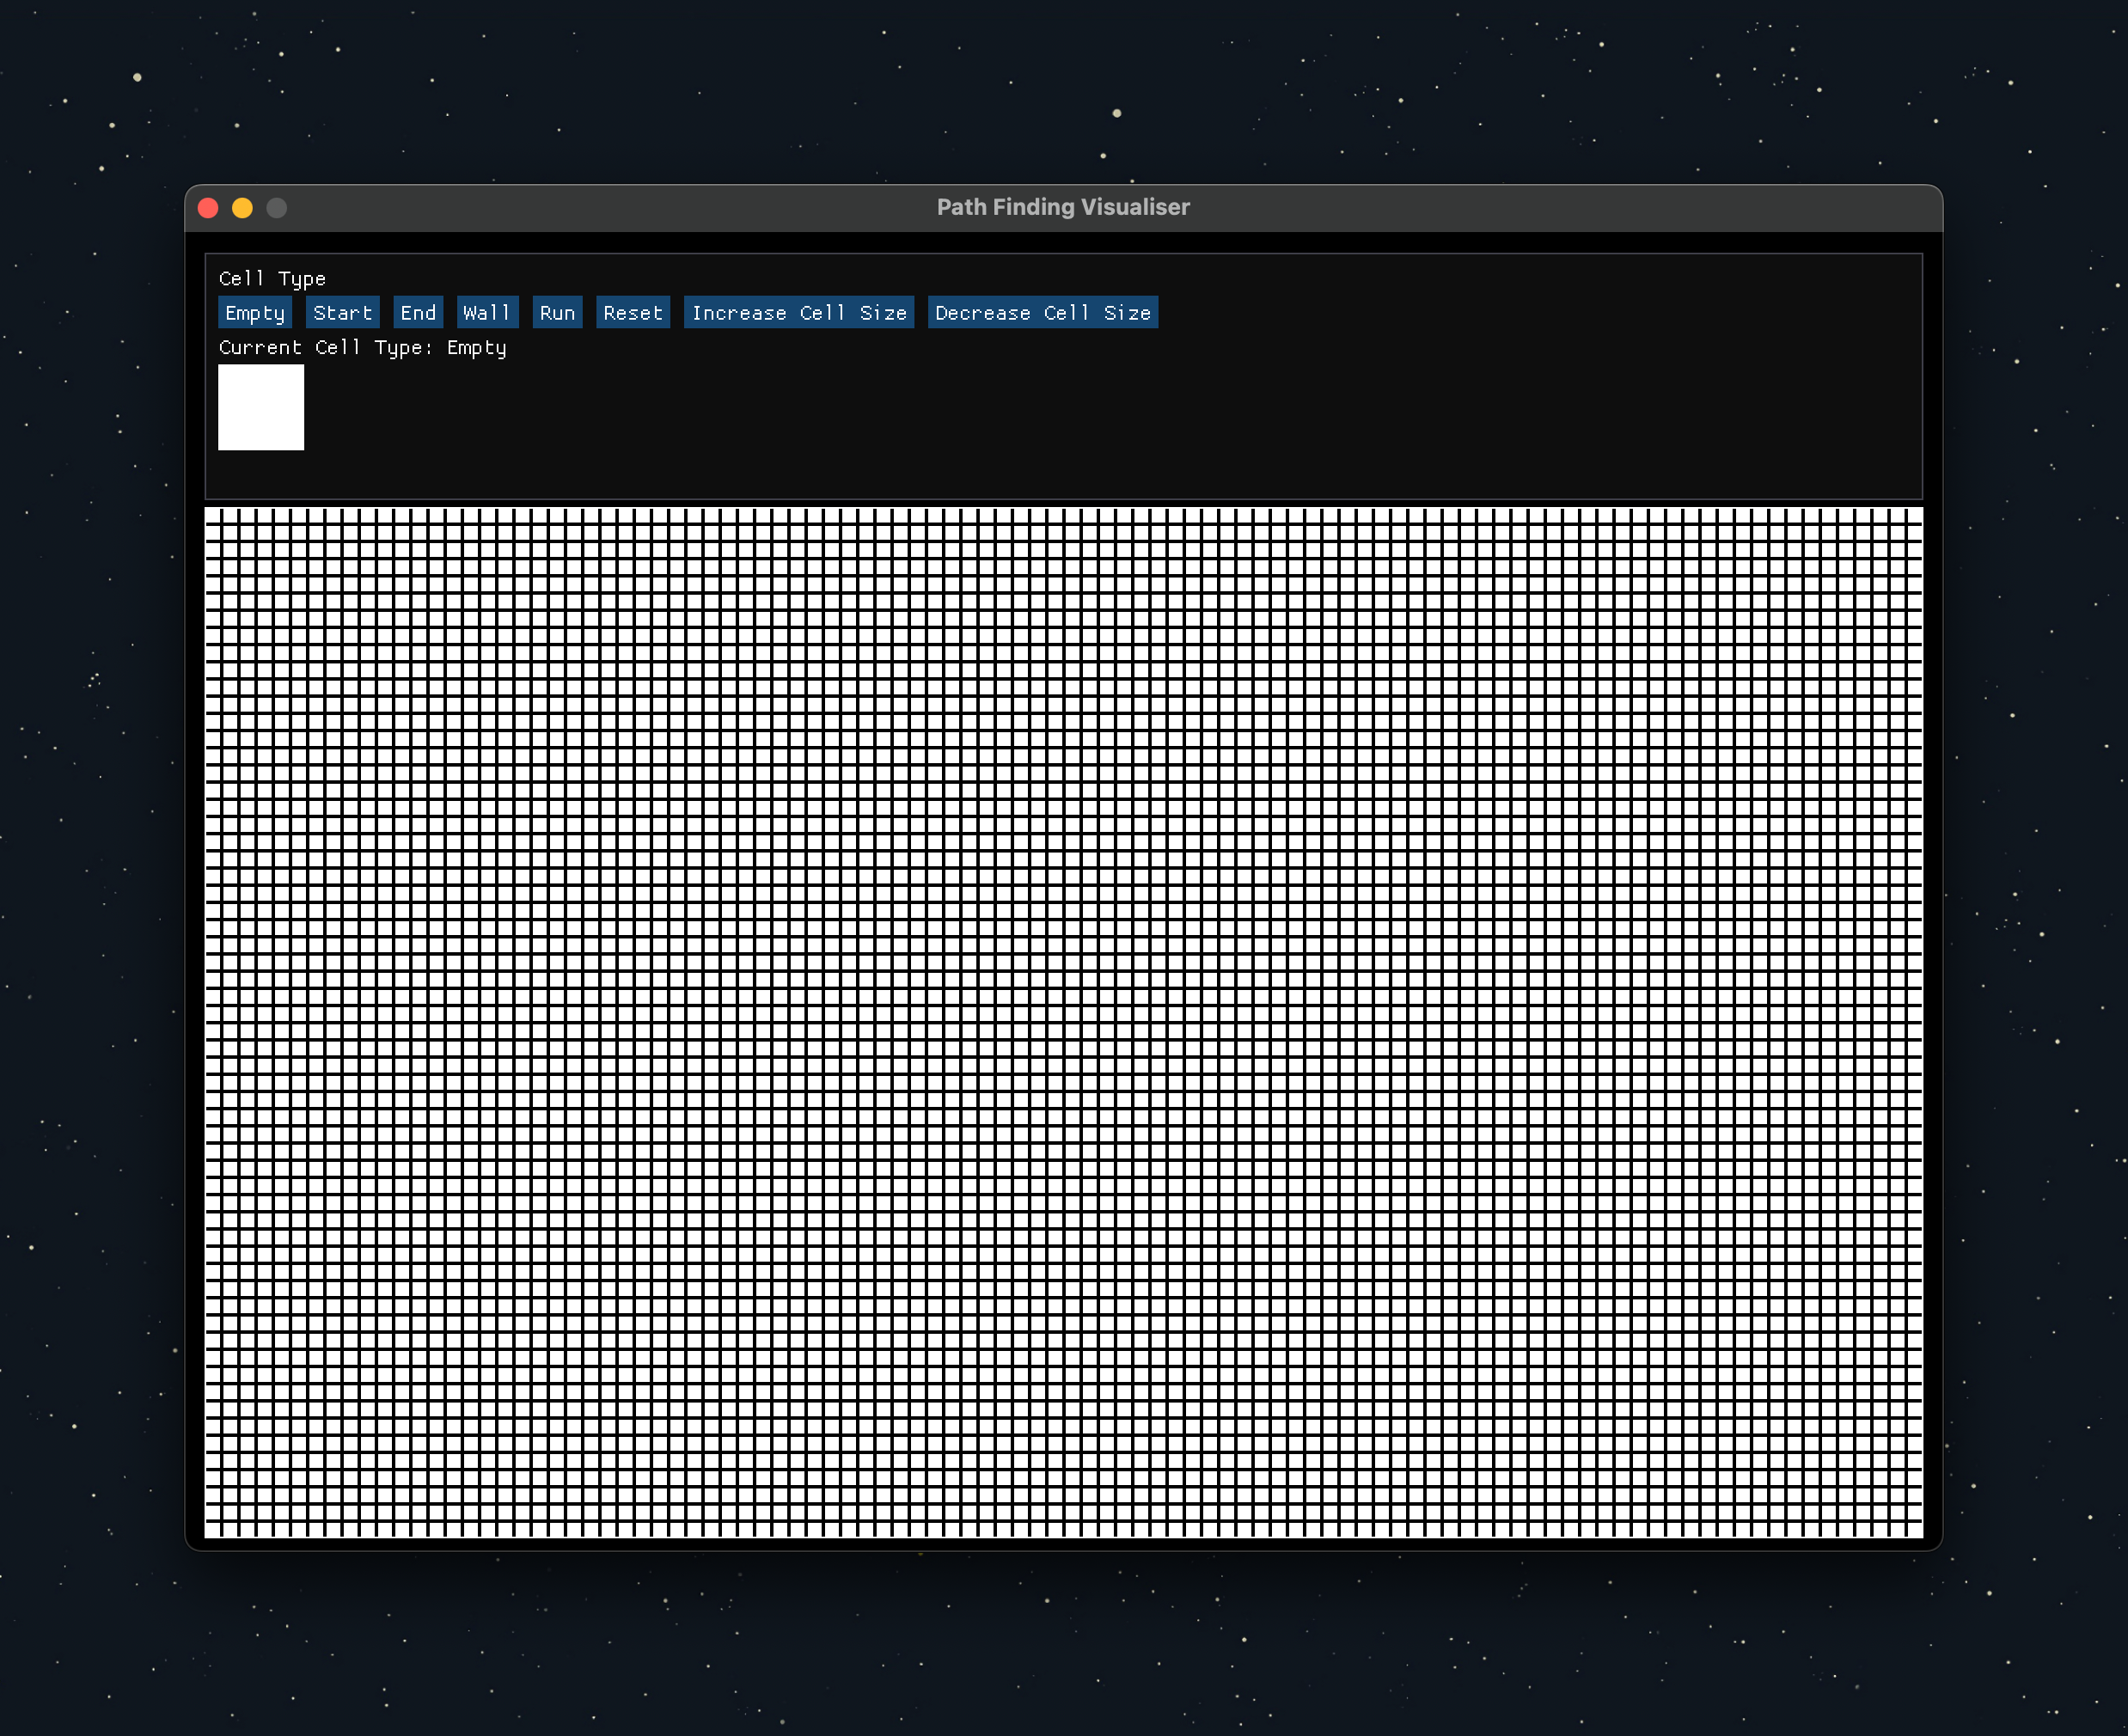 Path Finding Visualiser
Cell Type
Empty Start End Wall Run Reset Increase Cell Size Decrease Cell Size
Current Cell Type: Empty